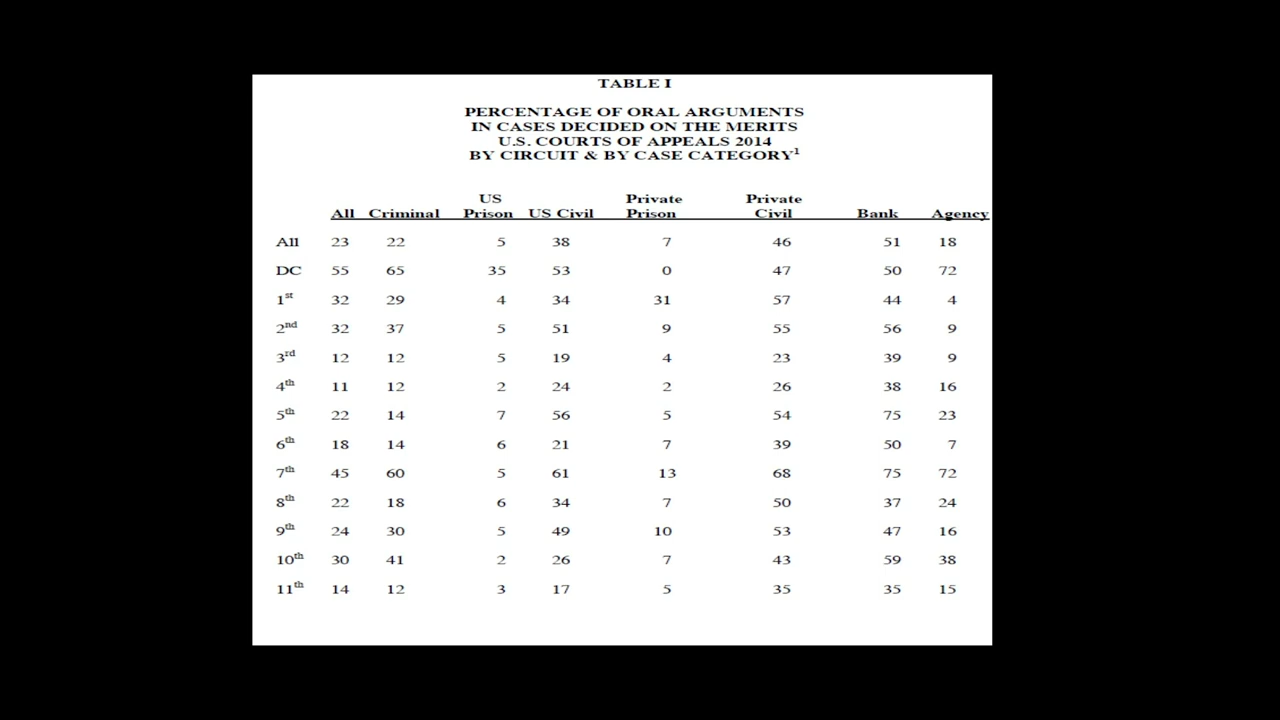 TABLE I
PERCENTAGE OF ORAL ARGUMENTS
IN CASES DECIDED ON THE MERITS
U.S. COURTS OF APPEALS 2014
BY CIRCUIT & BY CASE CATEGORY1
US Private Private
All Criminal Prison US Civil Prison Civil Bank Agency
All 23 22 5 38 7 46 51 18
DC 55 65 35 53 0 47 50 72
1st 32 29 4 34 31 57 44 4
2nd 32 37 5 51 9 55 56 9
3rd 12 12 5 19 4 23 39 9
4th 11 12 2 24 2 26 38 16
5th 22 14 7 56 5 54 75 23
6th 18 14 6 21 7 39 50 7
7th 45 60 5 61 13 68 75 72
8th 22 18 6 34 7 50 37 24
9th 24 30 5 49 10 53 47 16
10th 30 41 2 26 7 43 59 38
11th 14 12 3 17 5 35 35 15